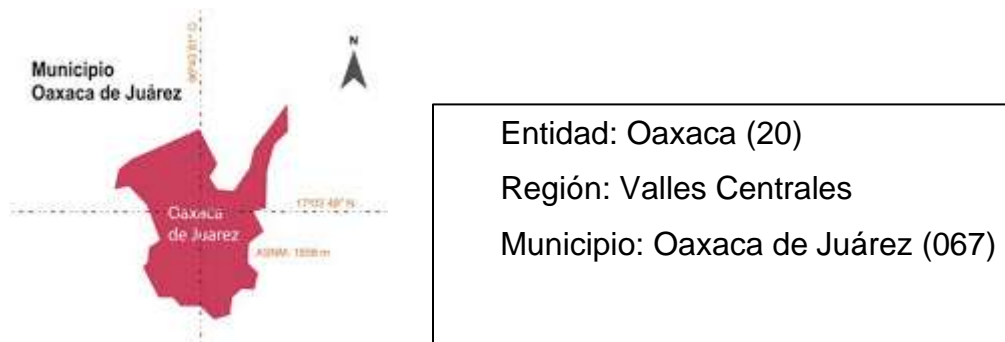 N
Municipio
Oaxaca de Juárez
Oaxaca
de Juarez
Entidad: Oaxaca (20)
Región: Valles Centrales
Municipio: Oaxaca de Juárez (067)